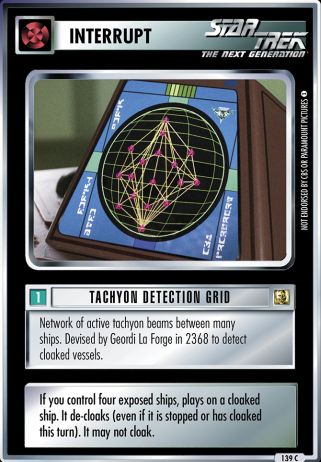 INTERRUPT
STAR TREK
THE NEXT GENERATION
NOT ENDORSED BY CBS OR PARAMOUNT PICTURES
1 TACHYON DETECTION GRID
Network of active tachyon beams between many
ships. Devised by Geordi La Forge in 2368 to detect
cloaked vessels.
If you control four exposed ships, plays on a cloaked
ship. It de-cloaks (even if it is stopped or has cloaked
this turn). It may not cloak.
139 C